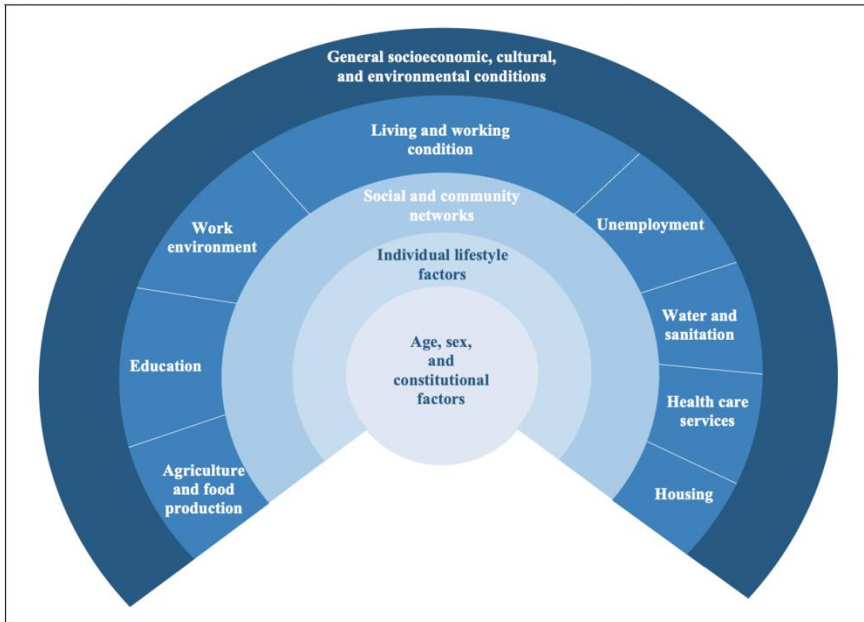 General socioeconomic, cultural,
and environmental conditions
Living and working
condition
Social and community
networks
Work
environment
Unemployment
Individual lifestyle
factors
Water and
sanitation
Age, sex,
and
constitutional
factors
Education
Health care
services
Agriculture
and food
production
Housing